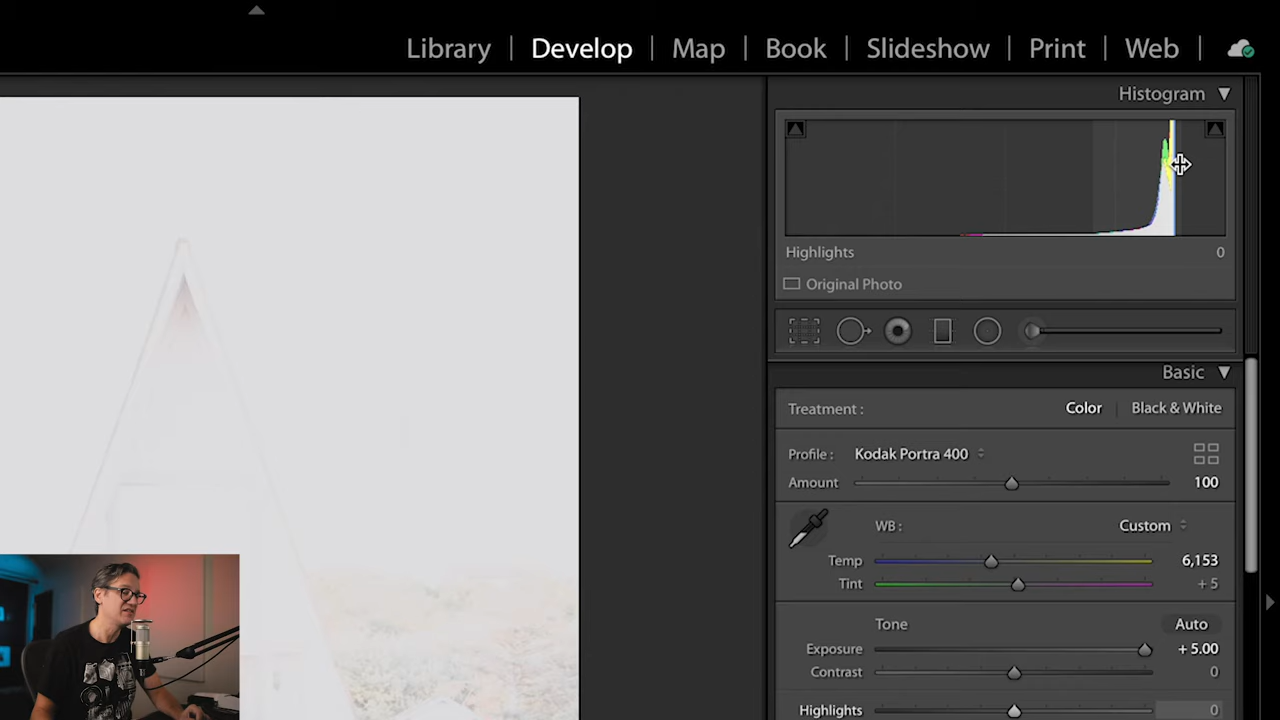 Library | Develop | Map | Book | Slideshow | Print | Web |
Histogram
Highlights 0
Original Photo
Basic
Treatment : Color | Black & White
Profile : Kodak Portra 400
Amount 100
WB : Custom
Temp 6,153
Tint + 5
Tone Auto
Exposure + 5.00
Contrast 0
Highlights 0